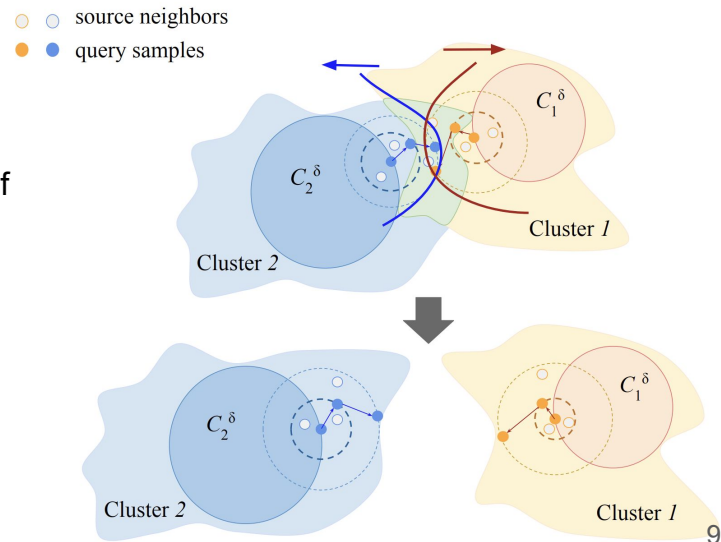 source neighbors
query samples
f
C₁ᵟ
C₂ᵟ
Cluster 1
Cluster 2
C₁ᵟ
C₂ᵟ
Cluster 2
Cluster 1
9